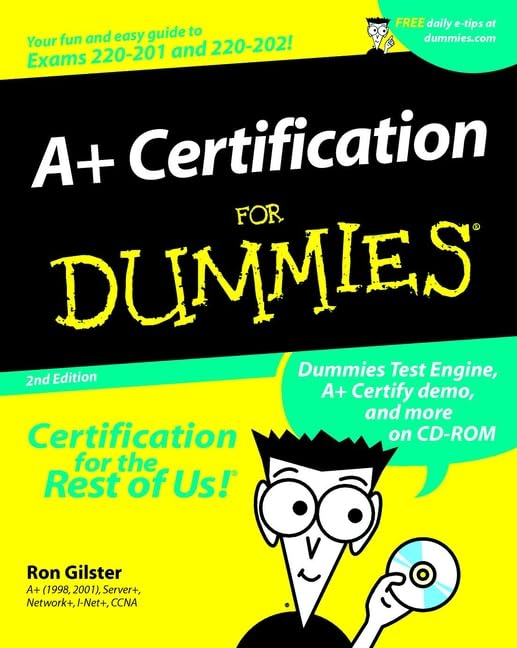 Your fun and easy guide to
Exams 220-201 and 220-202!
FREE daily e-tips at
dummies.com
A+ Certification
FOR
DUMMIES®
2nd Edition
Dummies Test Engine,
A+ Certify demo,
and more
on CD-ROM
Certification
for the
Rest of Us!™
Ron Gilster
A+ (1998, 2001), Server+,
Network+, I-Net+, CCNA